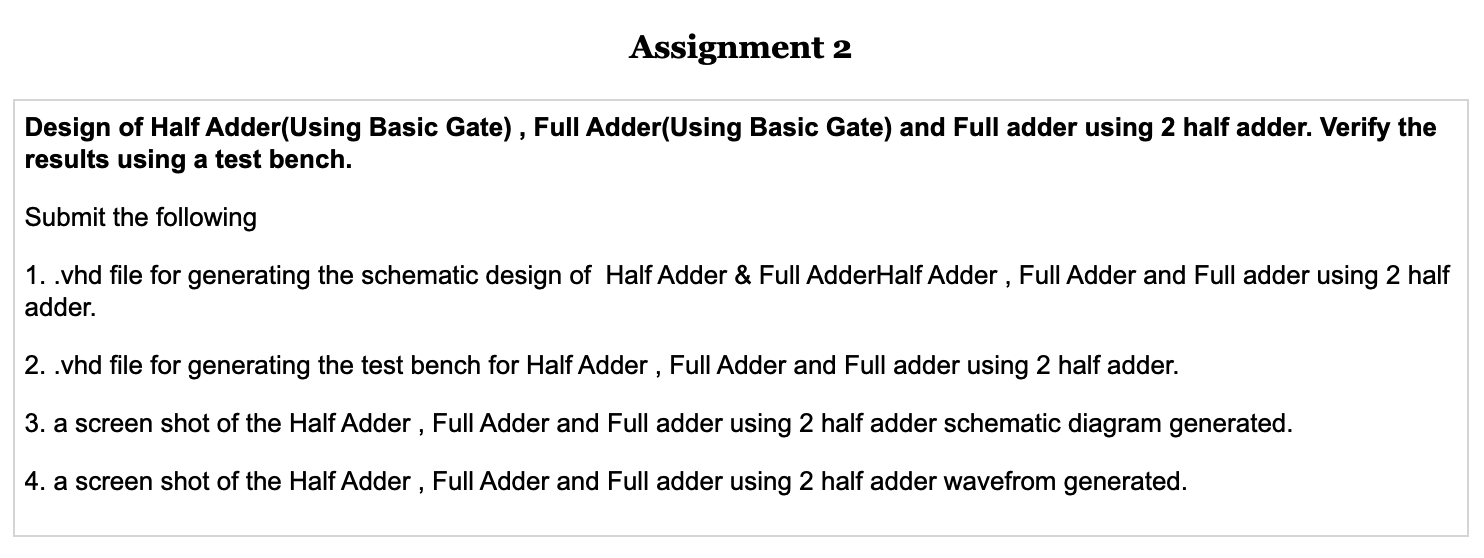 Assignment 2
Design of Half Adder(Using Basic Gate) , Full Adder(Using Basic Gate) and Full adder using 2 half adder. Verify the
results using a test bench.
Submit the following
1. .vhd file for generating the schematic design of  Half Adder & Full AdderHalf Adder , Full Adder and Full adder using 2 half
adder.
2. .vhd file for generating the test bench for Half Adder , Full Adder and Full adder using 2 half adder.
3. a screen shot of the Half Adder , Full Adder and Full adder using 2 half adder schematic diagram generated.
4. a screen shot of the Half Adder , Full Adder and Full adder using 2 half adder wavefrom generated.